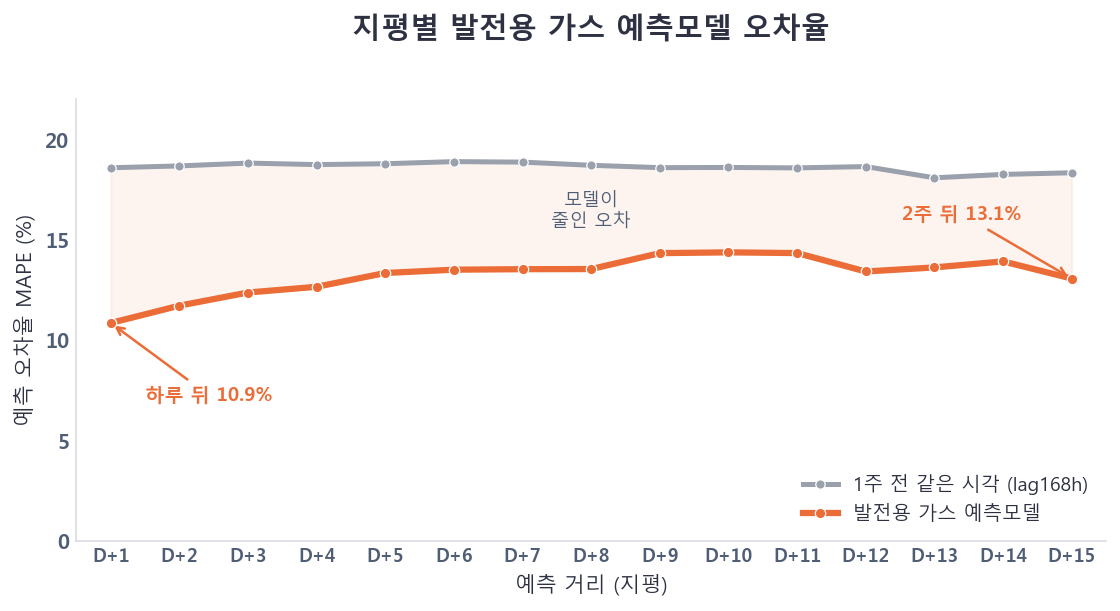 지평별 발전용 가스 예측모델 오차율
예측 오차율 MAPE (%)
20
15
10
5
0
모델이
줄인 오차
2주 뒤 13.1%
하루 뒤 10.9%
1주 전 같은 시각 (lag168h)
발전용 가스 예측모델
D+1 D+2 D+3 D+4 D+5 D+6 D+7 D+8 D+9 D+10 D+11 D+12 D+13 D+14 D+15
예측 거리 (지평)